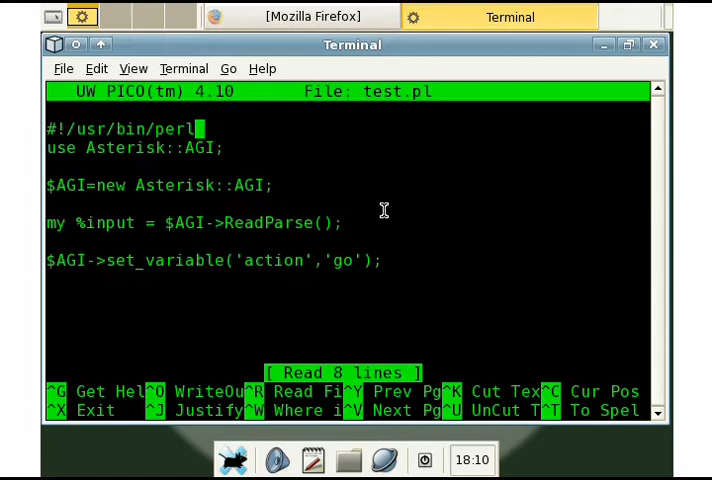 [Mozilla Firefox]
Terminal
Terminal
File Edit View Terminal Go Help
UW PICO(tm) 4.10 File: test.pl
#!/usr/bin/perl
use Asterisk::AGI;
$AGI=new Asterisk::AGI;
my %input = $AGI->ReadParse();
$AGI->set_variable('action','go');
[ Read 8 lines ]
^G Get Hel^O WriteOu^R Read Fi^Y Prev Pg^K Cut Tex^C Cur Pos
^X Exit ^J Justify^W Where i^V Next Pg^U UnCut T^T To Spel
18:10